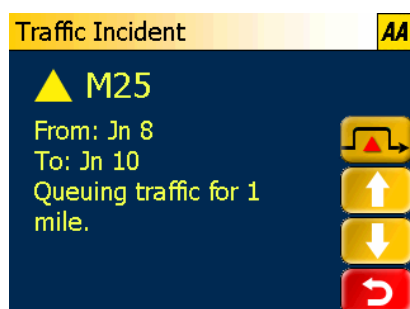 Traffic Incident
AA
M25
From: Jn 8
To: Jn 10
Queuing traffic for 1
mile.